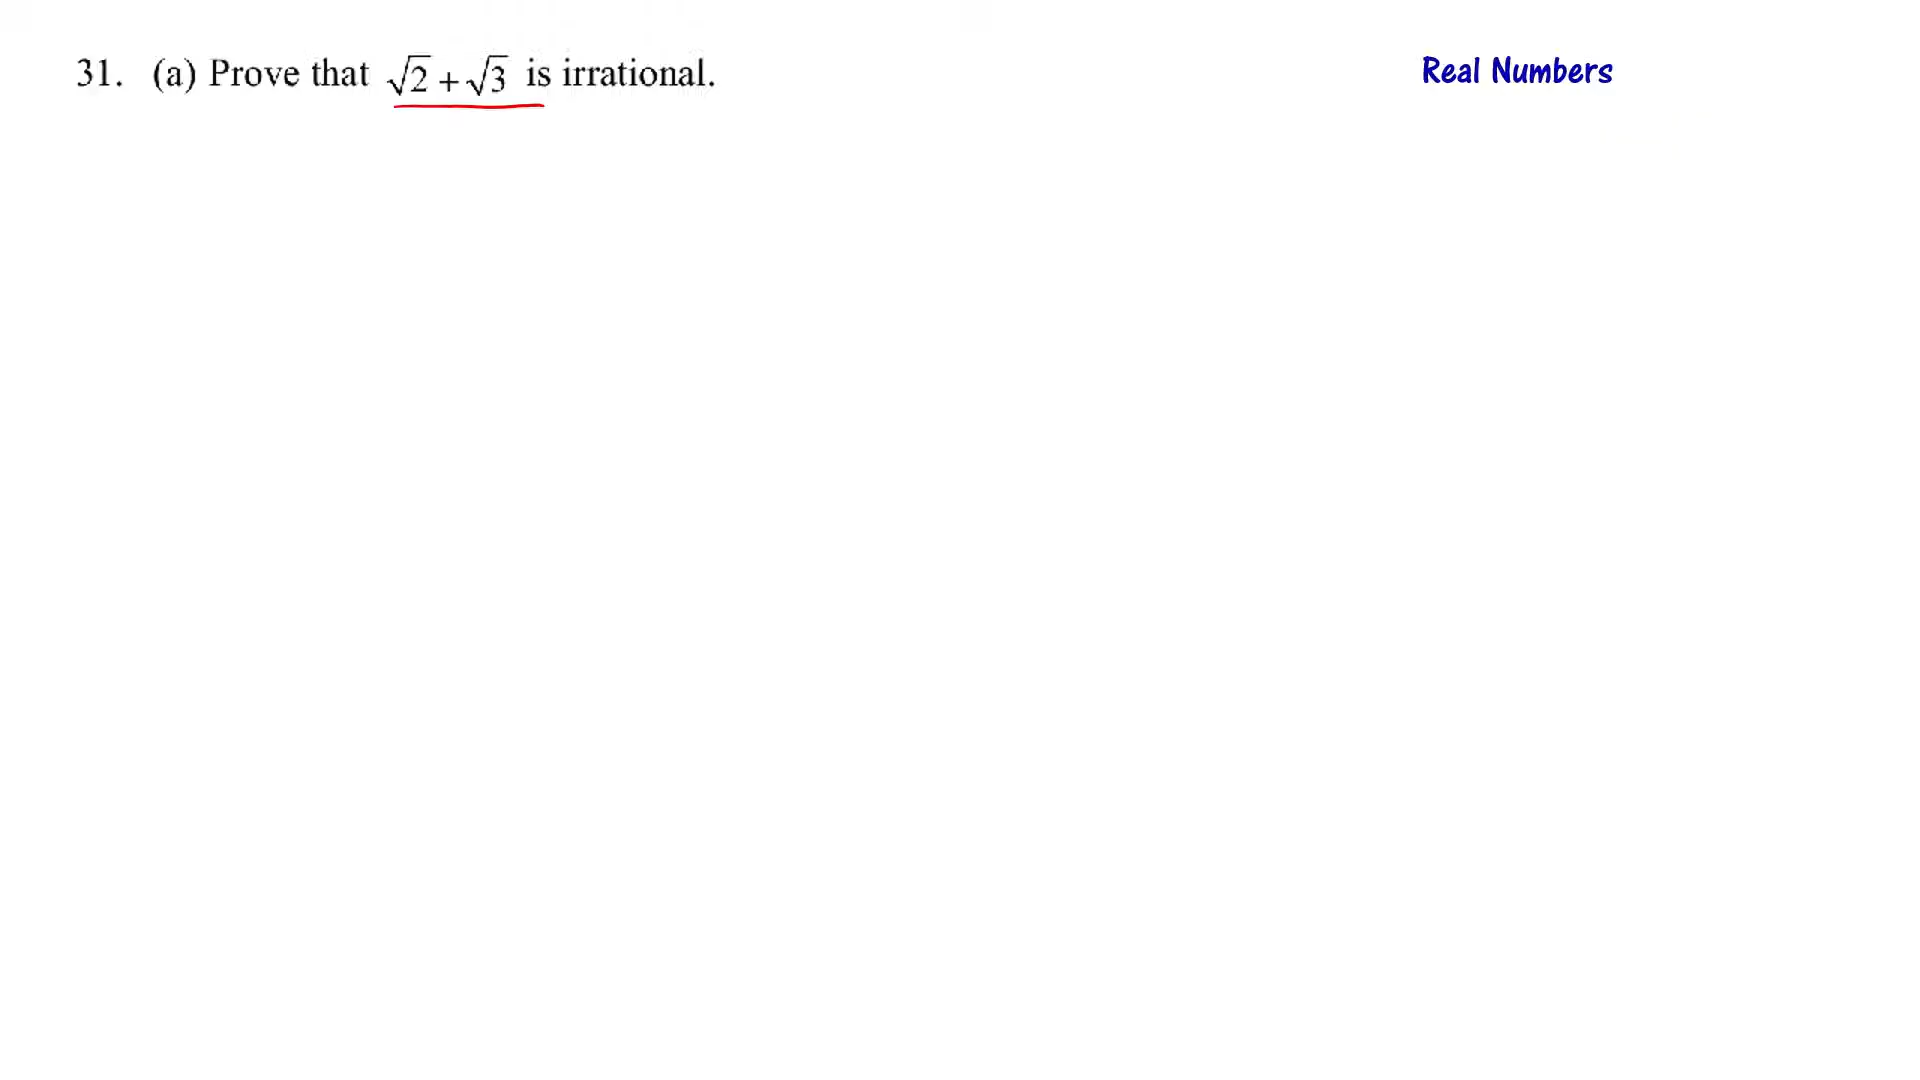 31. (a) Prove that √2 + √3 is irrational.
Real Numbers